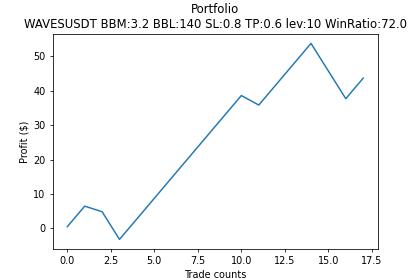 Portfolio
WAVESUSDT BBM:3.2 BBL:140 SL:0.8 TP:0.6 lev:10 WinRatio:72.0
50
40
30
20
10
0
Profit ($)
0.0 2.5 5.0 7.5 10.0 12.5 15.0 17.5
Trade counts